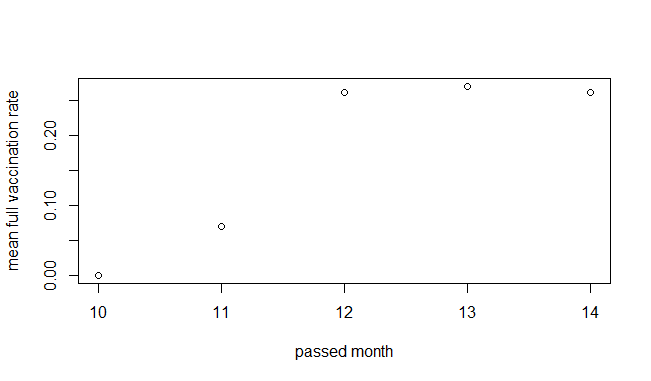 mean full vaccination rate
0.20
0.10
0.00
10 11 12 13 14
passed month